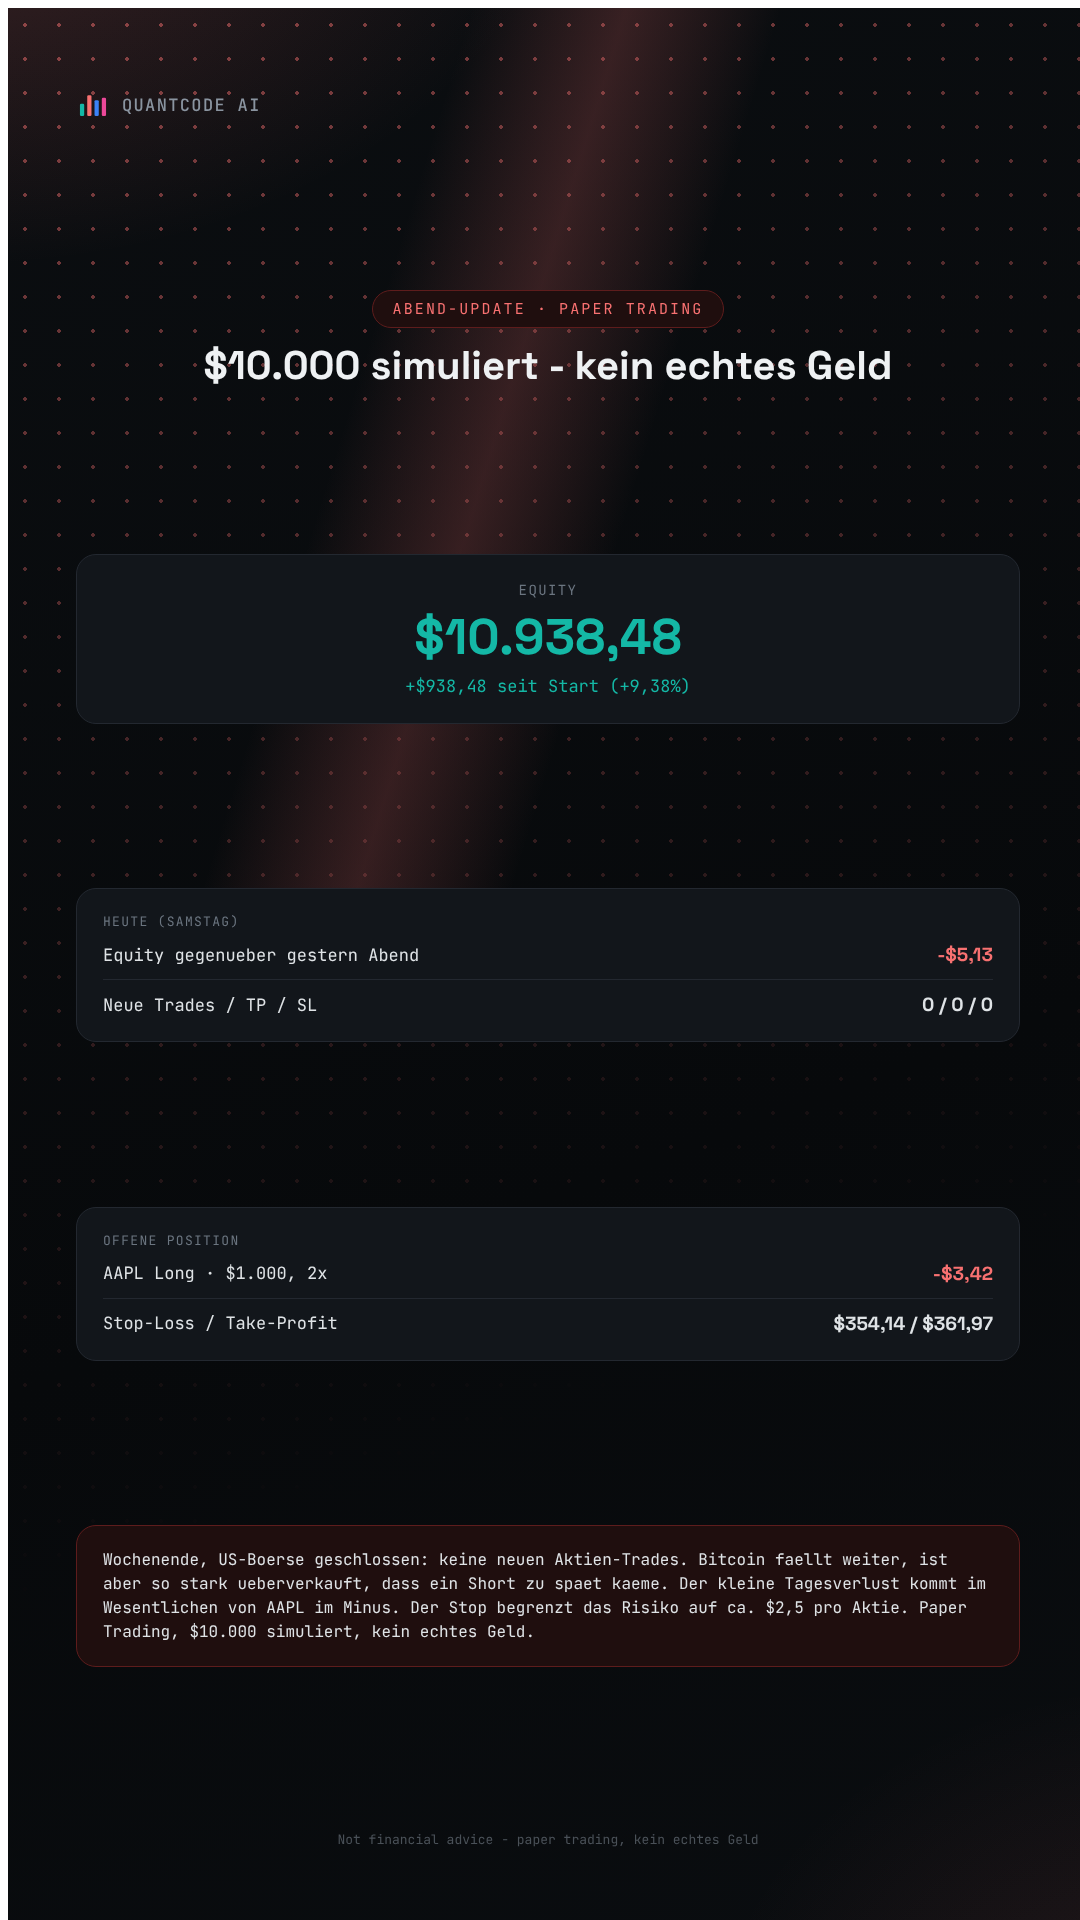 QUANTCODE AI
ABEND-UPDATE · PAPER TRADING
$10.000 simuliert - kein echtes Geld
EQUITY
$10.938,48
+$938,48 seit Start (+9,38%)
HEUTE (SAMSTAG)
Equity gegenueber gestern Abend -$5,13
Neue Trades / TP / SL 0 / 0 / 0
OFFENE POSITION
AAPL Long · $1.000, 2x -$3,42
Stop-Loss / Take-Profit $354,14 / $361,97
Wochenende, US-Boerse geschlossen: keine neuen Aktien-Trades. Bitcoin faellt weiter, ist
aber so stark ueberverkauft, dass ein Short zu spaet kaeme. Der kleine Tagesverlust kommt im
Wesentlichen von AAPL im Minus. Der Stop begrenzt das Risiko auf ca. $2,5 pro Aktie. Paper
Trading, $10.000 simuliert, kein echtes Geld.
Not financial advice - paper trading, kein echtes Geld